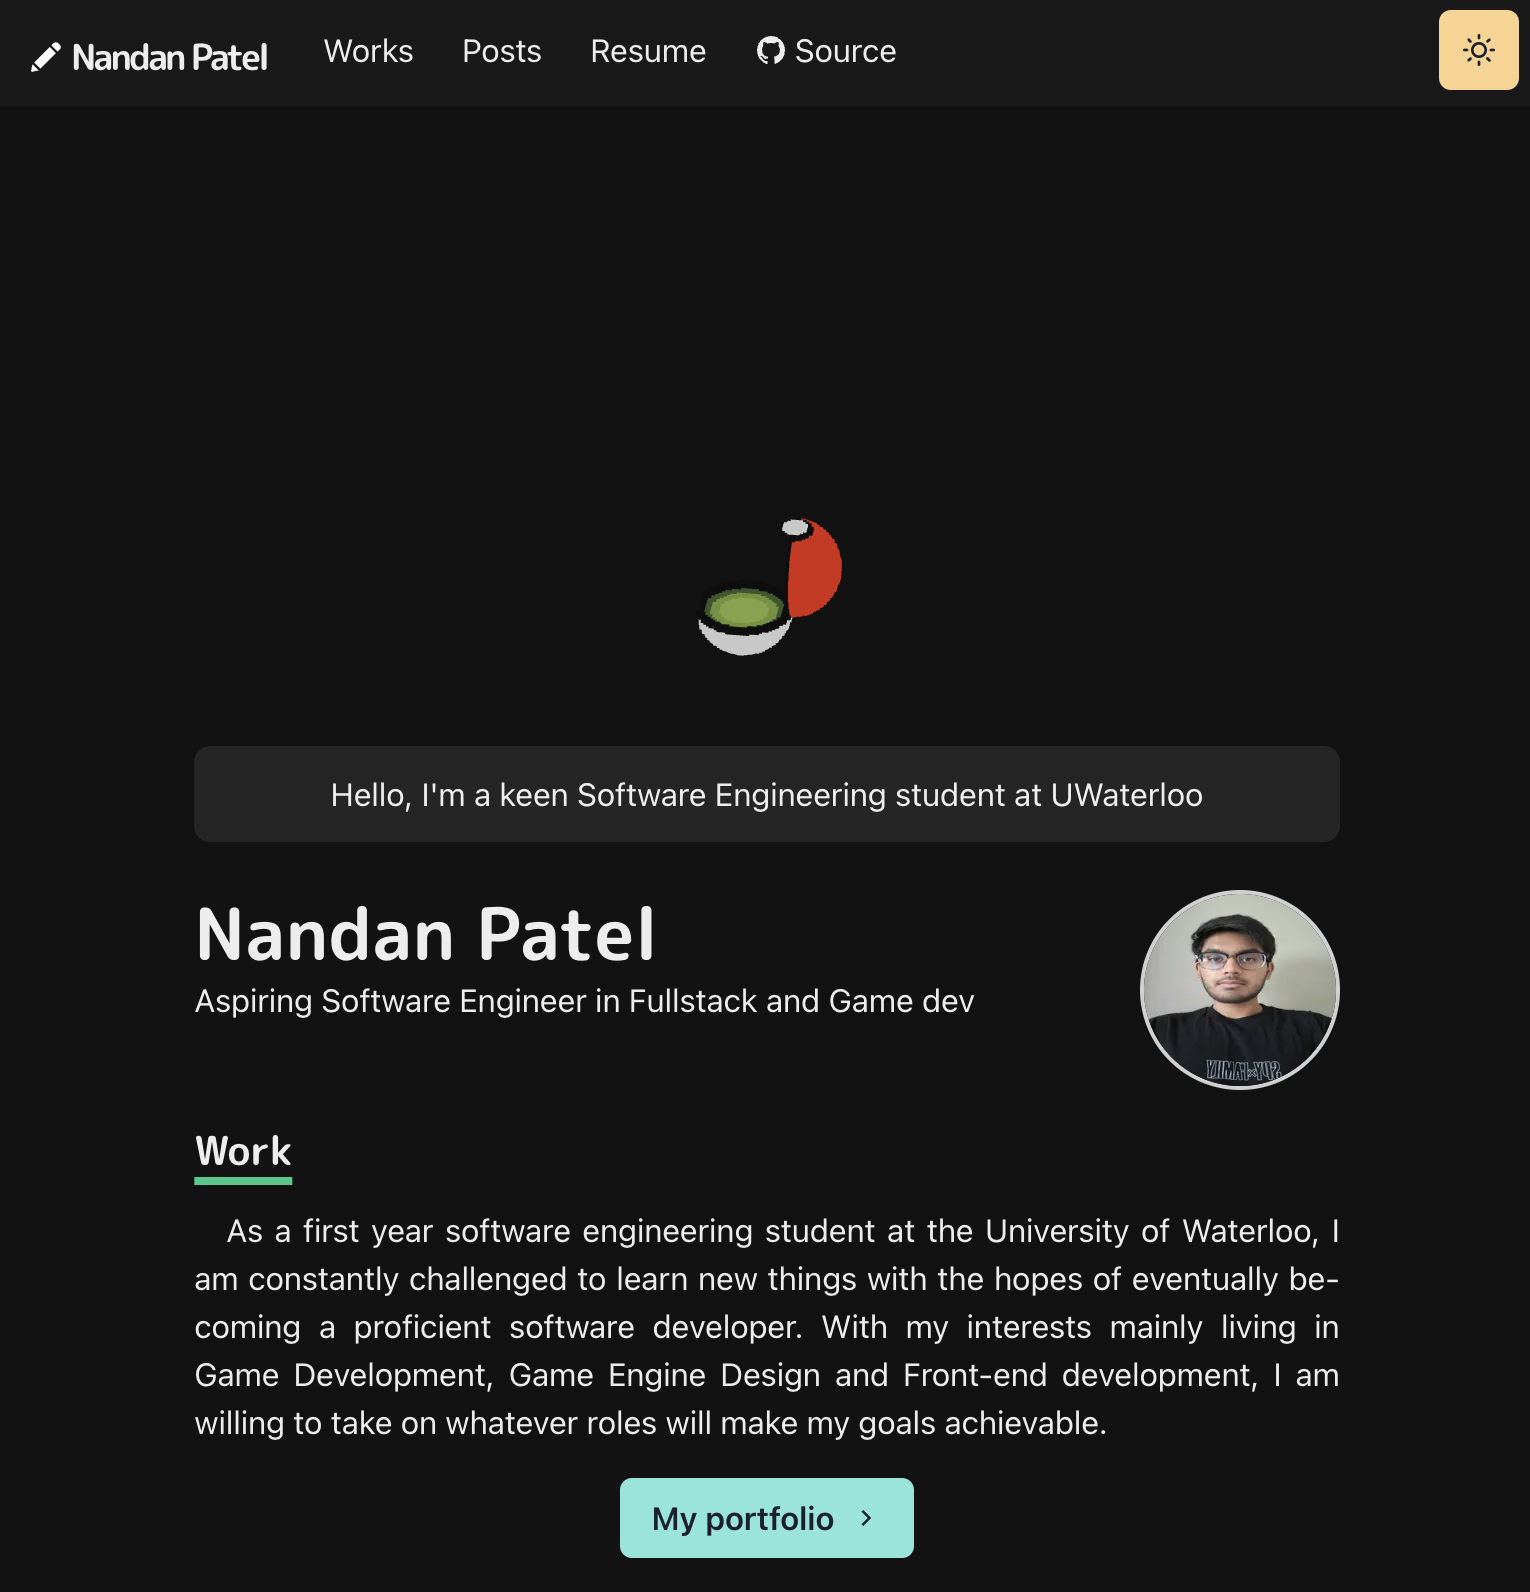 Nandan Patel Works Posts Resume Source
Hello, I'm a keen Software Engineering student at UWaterloo
Nandan Patel
Aspiring Software Engineer in Fullstack and Game dev
Work
As a first year software engineering student at the University of Waterloo, I
am constantly challenged to learn new things with the hopes of eventually be-
coming a proficient software developer. With my interests mainly living in
Game Development, Game Engine Design and Front-end development, I am
willing to take on whatever roles will make my goals achievable.
My portfolio